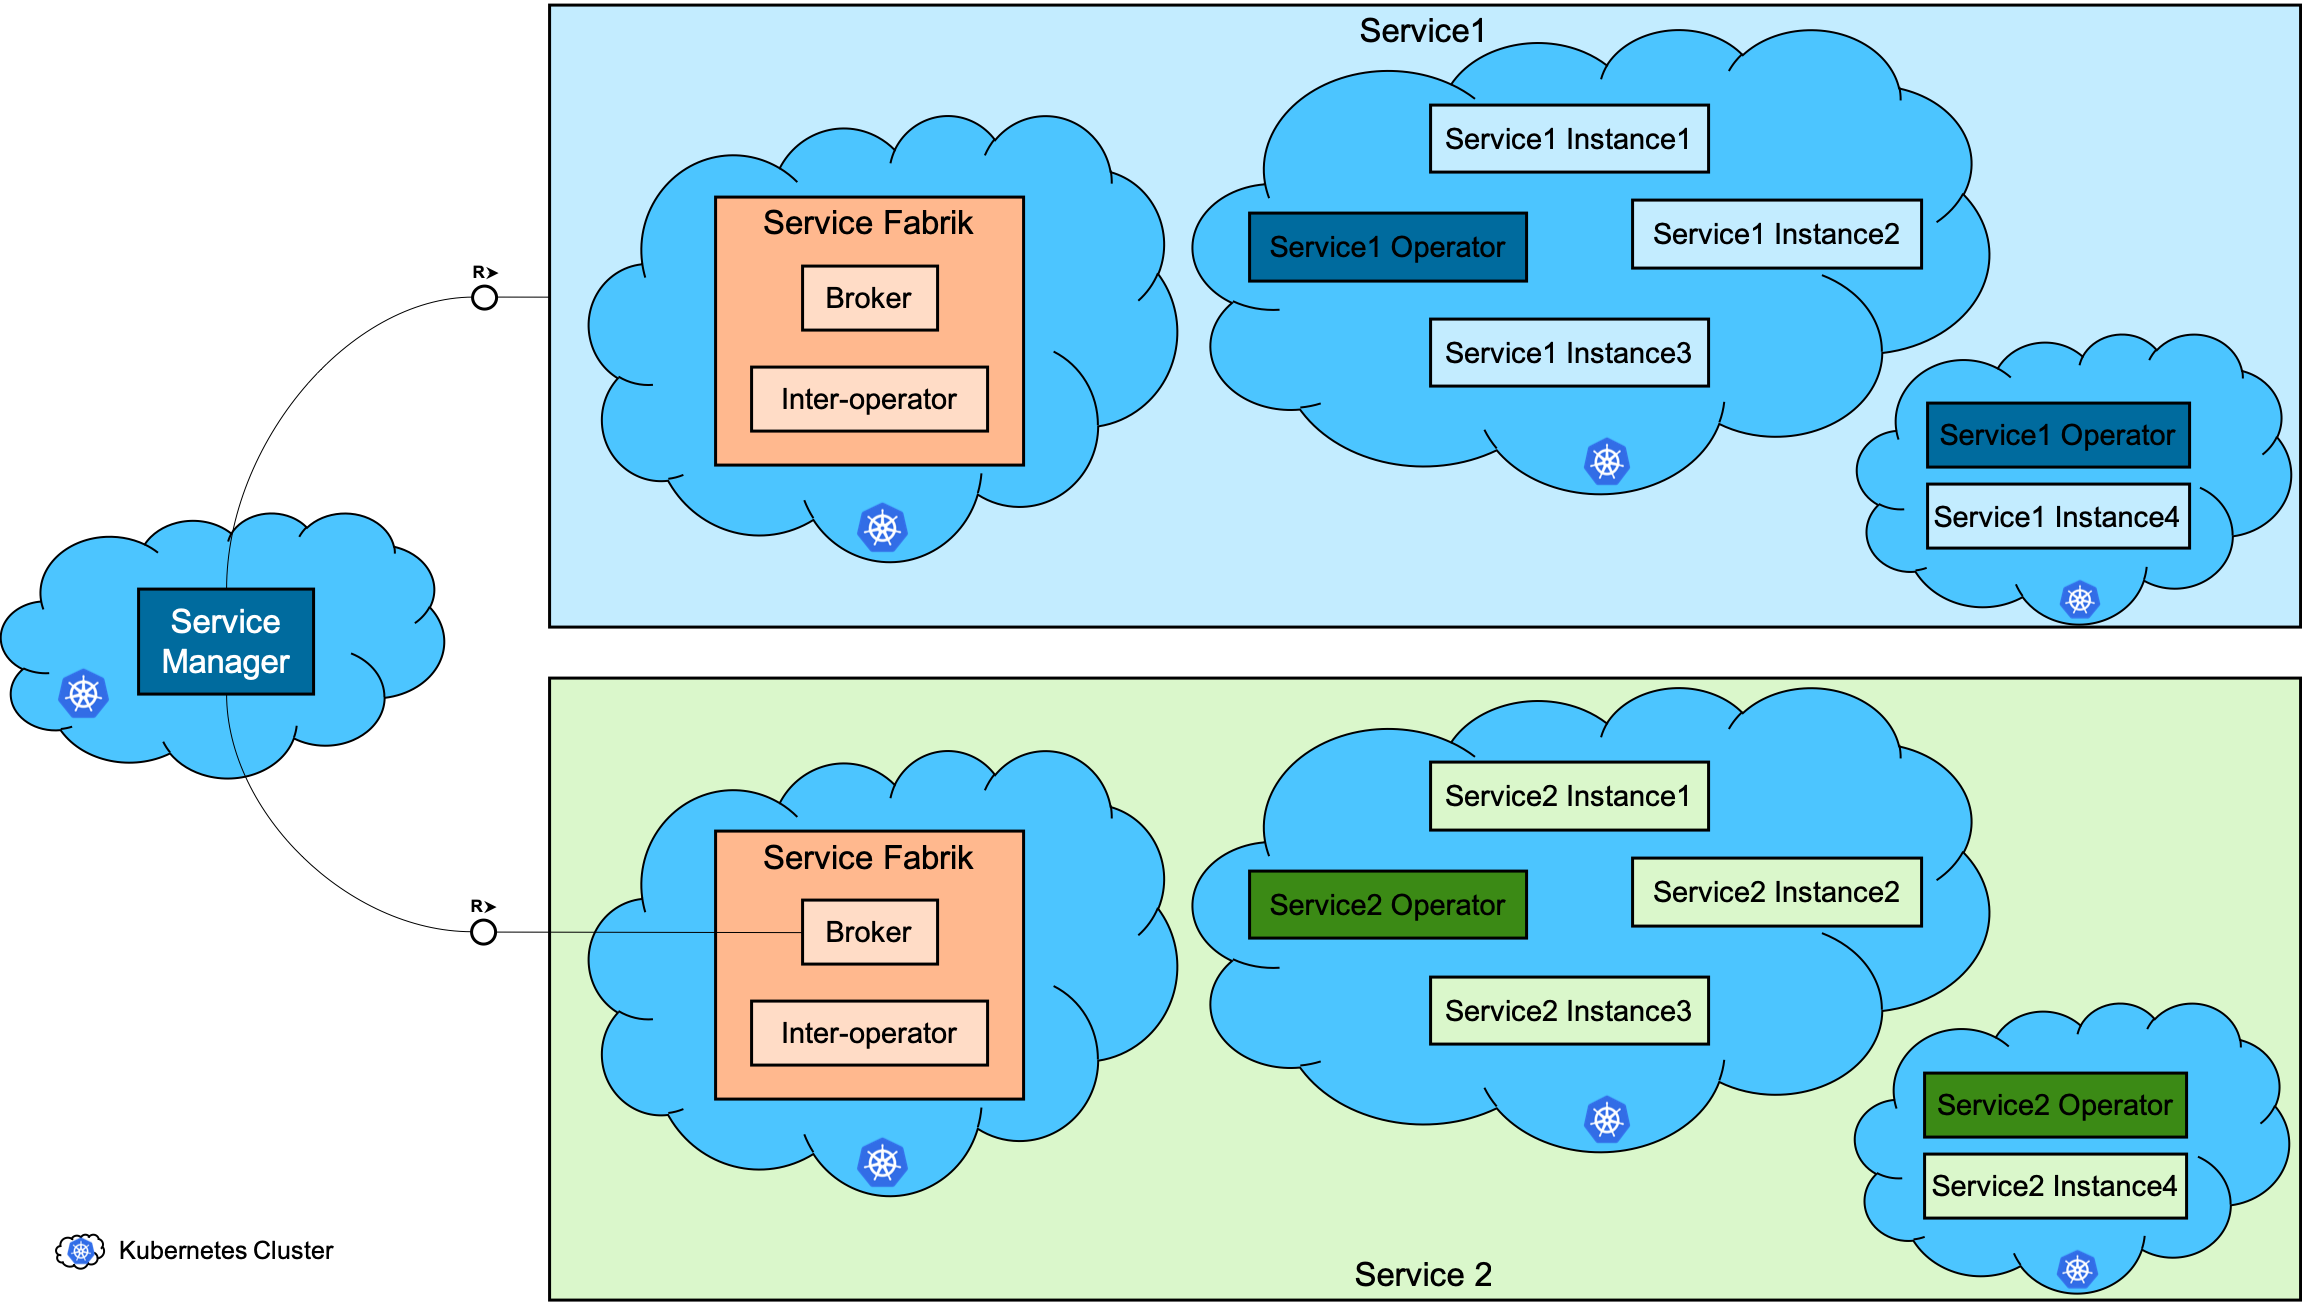 Service1
Service1 Instance1
Service Fabrik
Service1 Operator
Service1 Instance2
R
Broker
Service1 Instance3
Inter-operator
Service1 Operator
Service1 Instance4
Service
Manager
Service2 Instance1
Service Fabrik
Service2 Operator
Service2 Instance2
R
Broker
Service2 Instance3
Inter-operator
Service2 Operator
Service2 Instance4
Kubernetes Cluster
Service 2